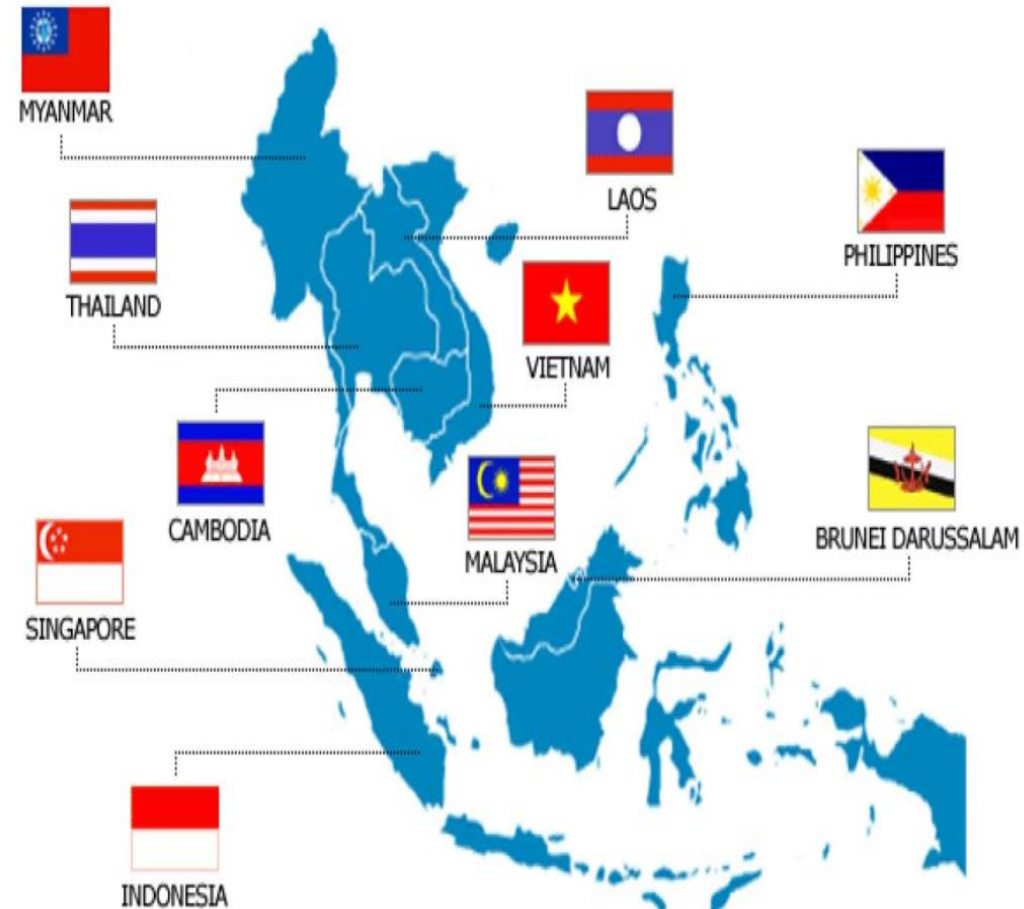 MYANMAR
LAOS
PHILIPPINES
THAILAND
VIETNAM
CAMBODIA
MALAYSIA
BRUNEI DARUSSALAM
SINGAPORE
INDONESIA